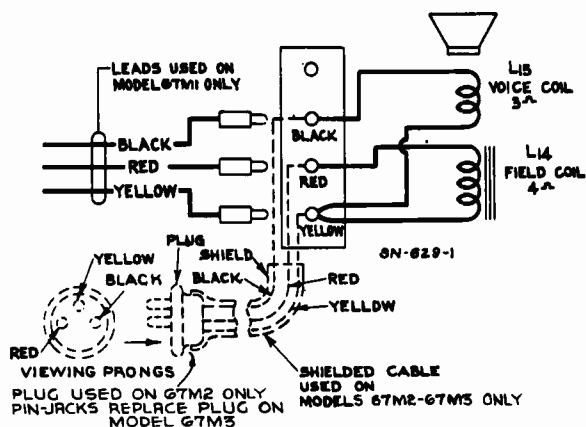 LEADS USED ON
MODEL 67M1 ONLY
BLACK
RED
YELLOW
BLACK
RED
YELLOW
L15
VOICE COIL
3Ω
L14
FIELD COIL
4Ω
SN-629-1
PLUG
SHIELD
BLACK
RED
YELLOW
YELLOW
BLACK
RED
VIEWING PRONGS
PLUG USED ON 67M2 ONLY
PIN-JACKS REPLACE PLUG ON
MODEL 67M3
SHIELDED CABLE
USED ON
MODELS 67M2-67M3 ONLY